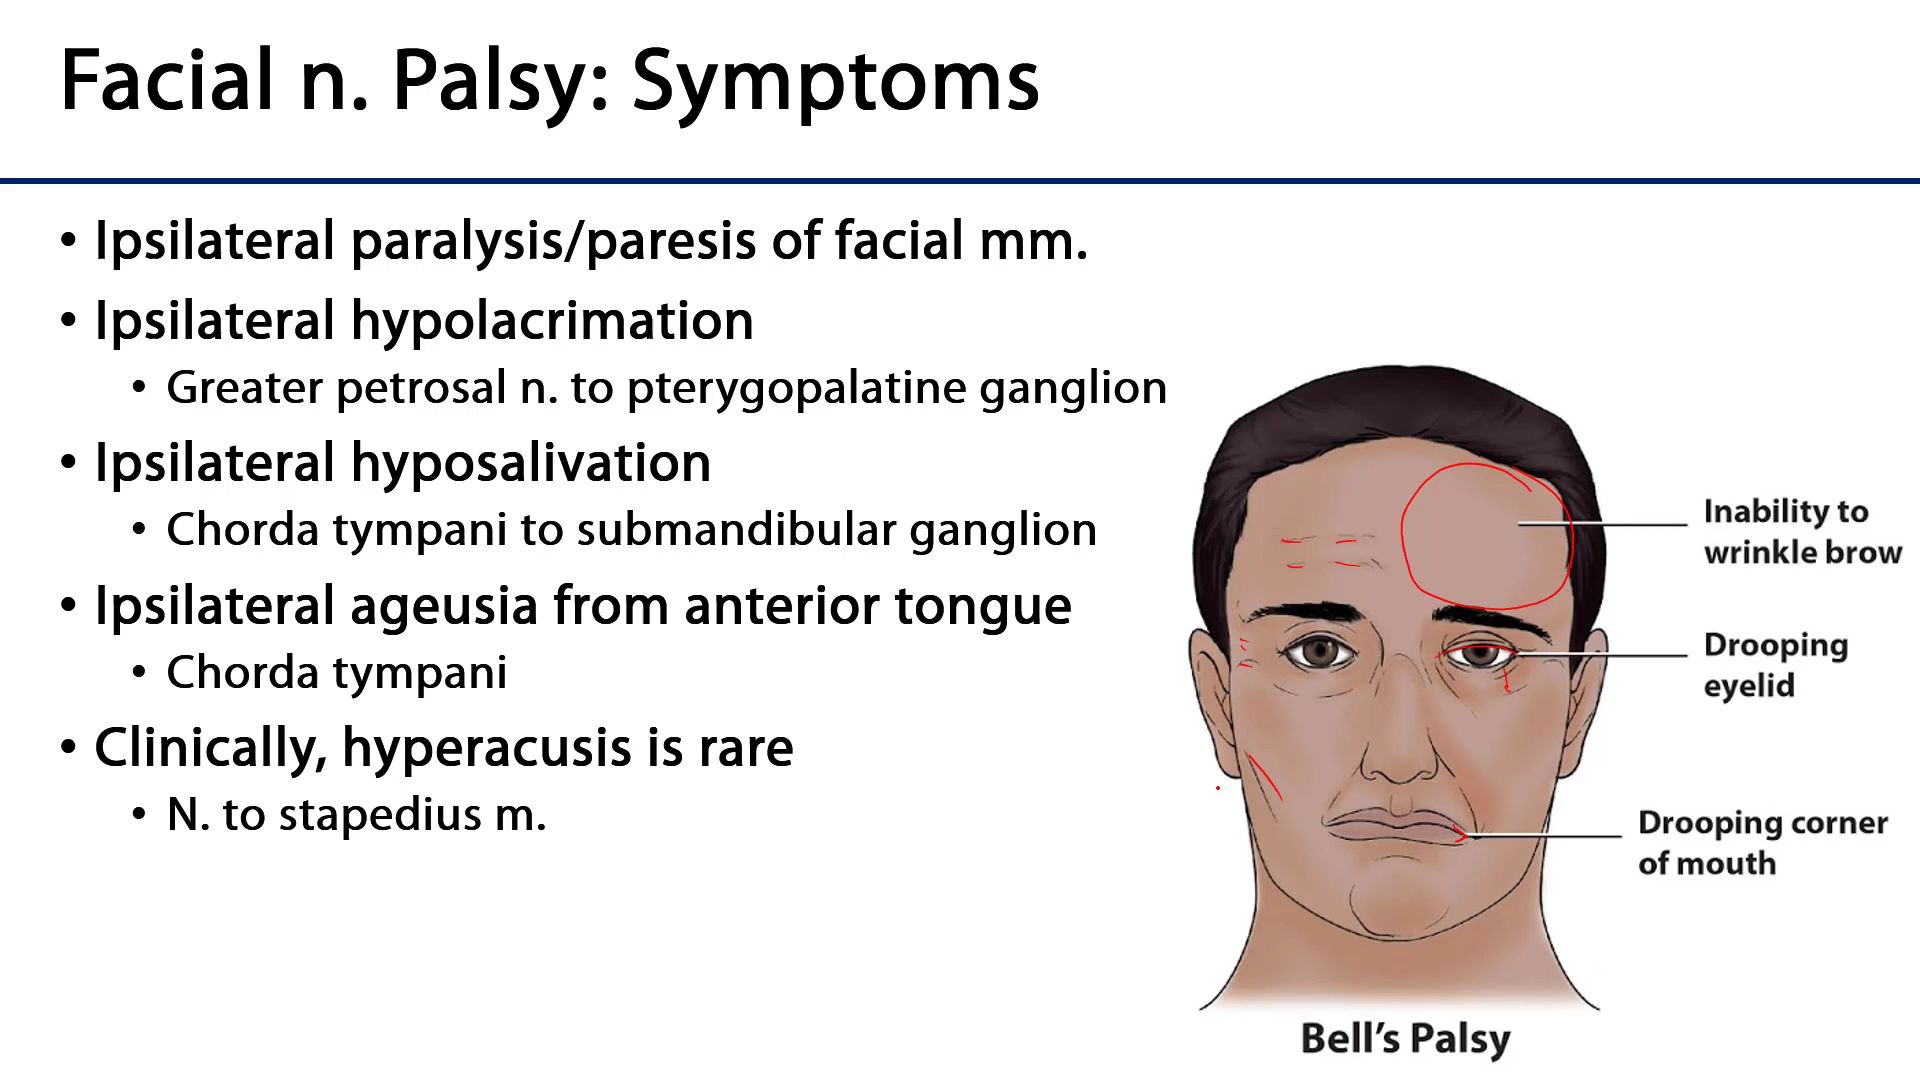 Facial n. Palsy: Symptoms
• Ipsilateral paralysis/paresis of facial mm.
• Ipsilateral hypolacrimation
• Greater petrosal n. to pterygopalatine ganglion
• Ipsilateral hyposalivation
• Chorda tympani to submandibular ganglion
• Ipsilateral ageusia from anterior tongue
• Chorda tympani
• Clinically, hyperacusis is rare
• N. to stapedius m.
Inability to
wrinkle brow
Drooping
eyelid
Drooping corner
of mouth
Bell's Palsy